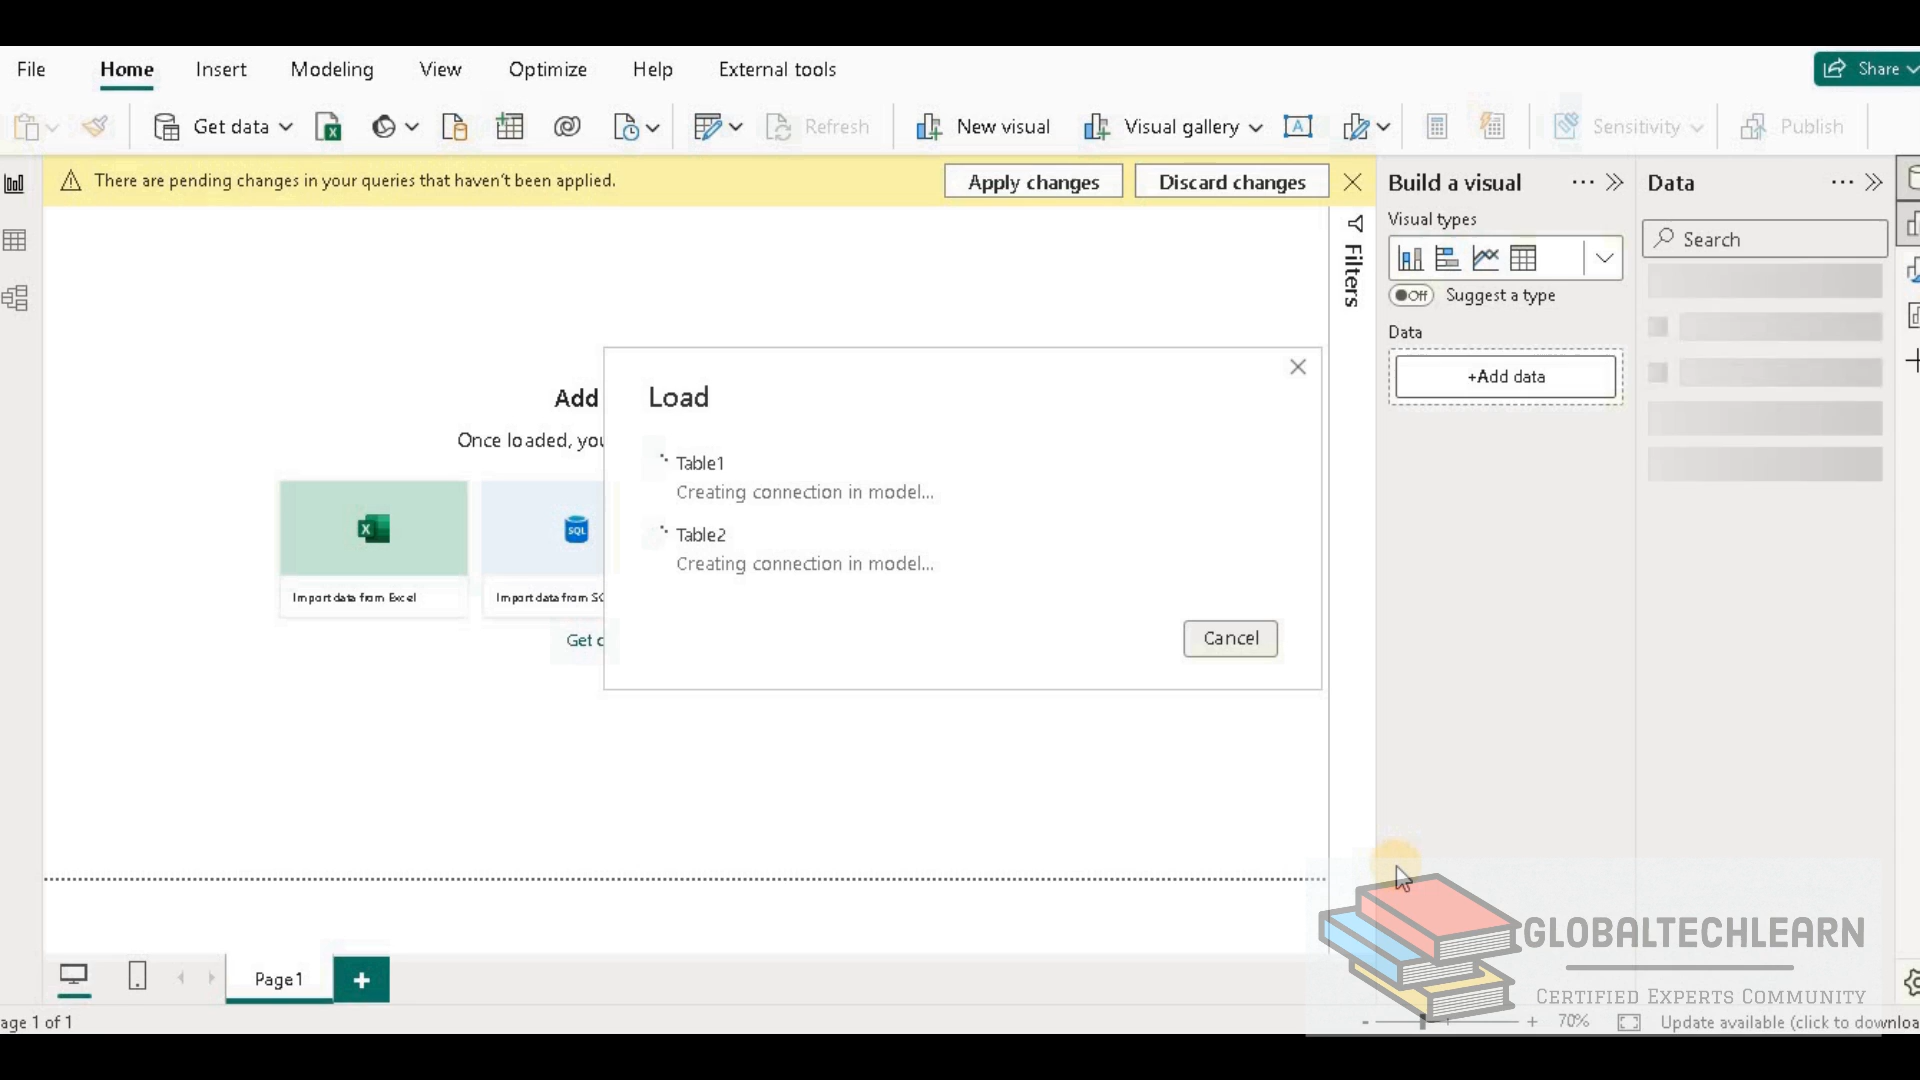 File Home Insert Modeling View Optimize Help External tools Share
Get data Refresh New visual Visual gallery Sensitivity Publish
There are pending changes in your queries that haven't been applied. Apply changes Discard changes
Build a visual
Data
Visual types
Search
Filters
Off Suggest a type
Data
+Add data
Add
Once loaded, you
Load
Table1
Creating connection in model...
Table2
Creating connection in model...
Cancel
SQL
Import data from Excel
Import data from SQ
Get d
GLOBALTECHLEARN
CERTIFIED EXPERTS COMMUNITY
Page 1
age 1 of 1
- + 70% Update available (click to downloa